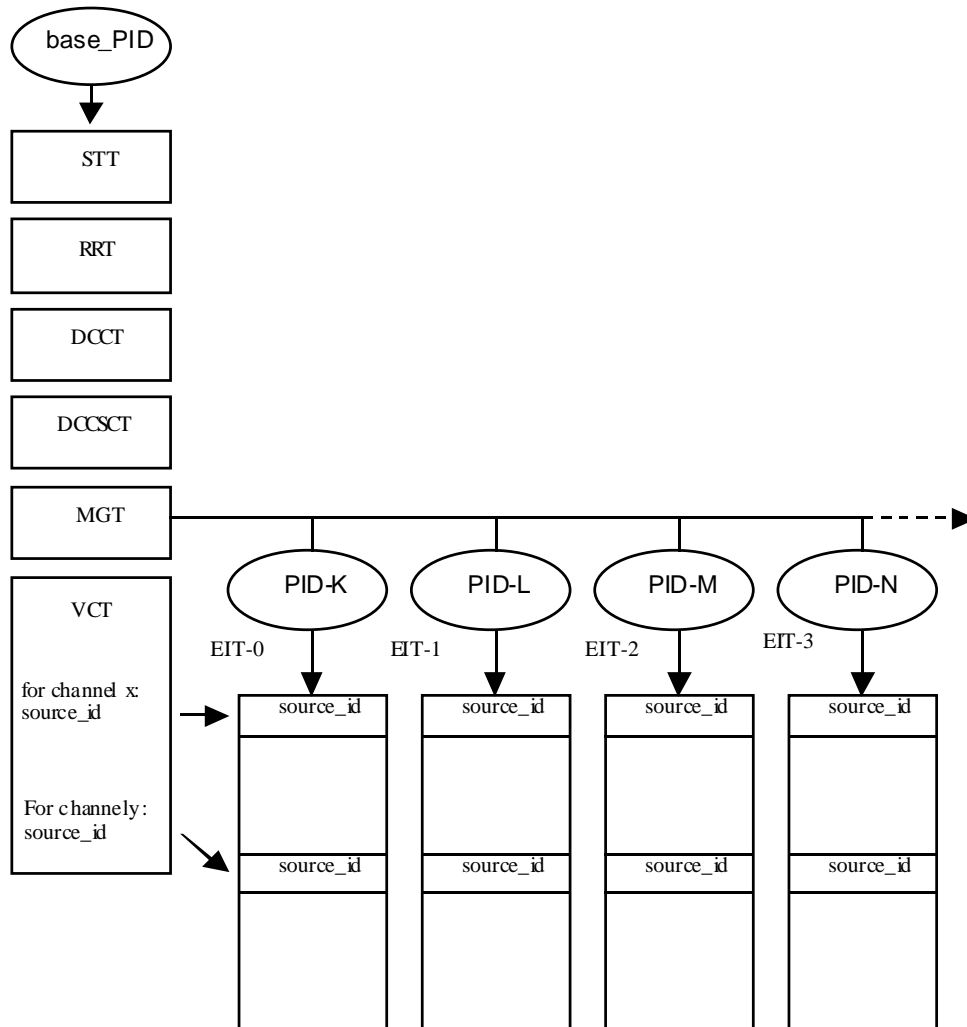 base_PID
STT
RRT
DCCT
DCCSCT
MGT
PID-K
PID-L
PID-M
PID-N
VCT
EIT-0
EIT-1
EIT-2
EIT-3
for channel x:
source_id
source_id
source_id
source_id
source_id
For channely:
source_id
source_id
source_id
source_id
source_id